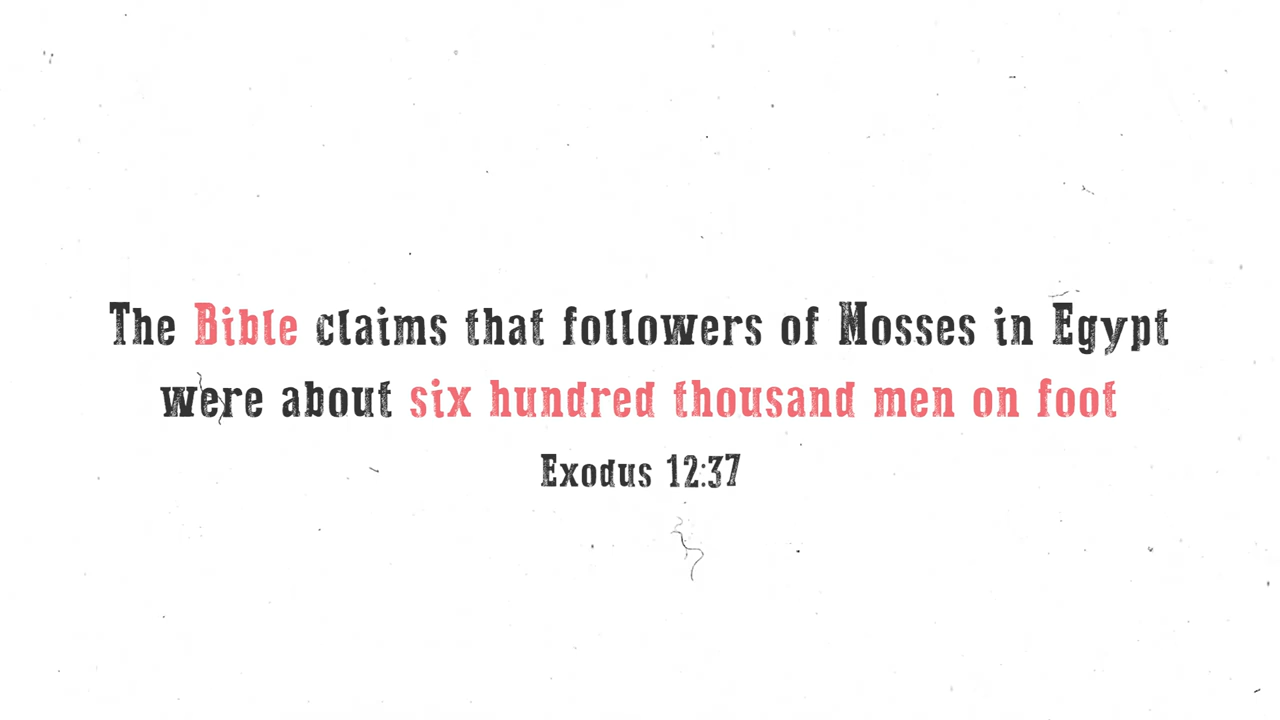 The Bible claims that followers of Mosses in Egypt
were about six hundred thousand men on foot
Exodus 12:37